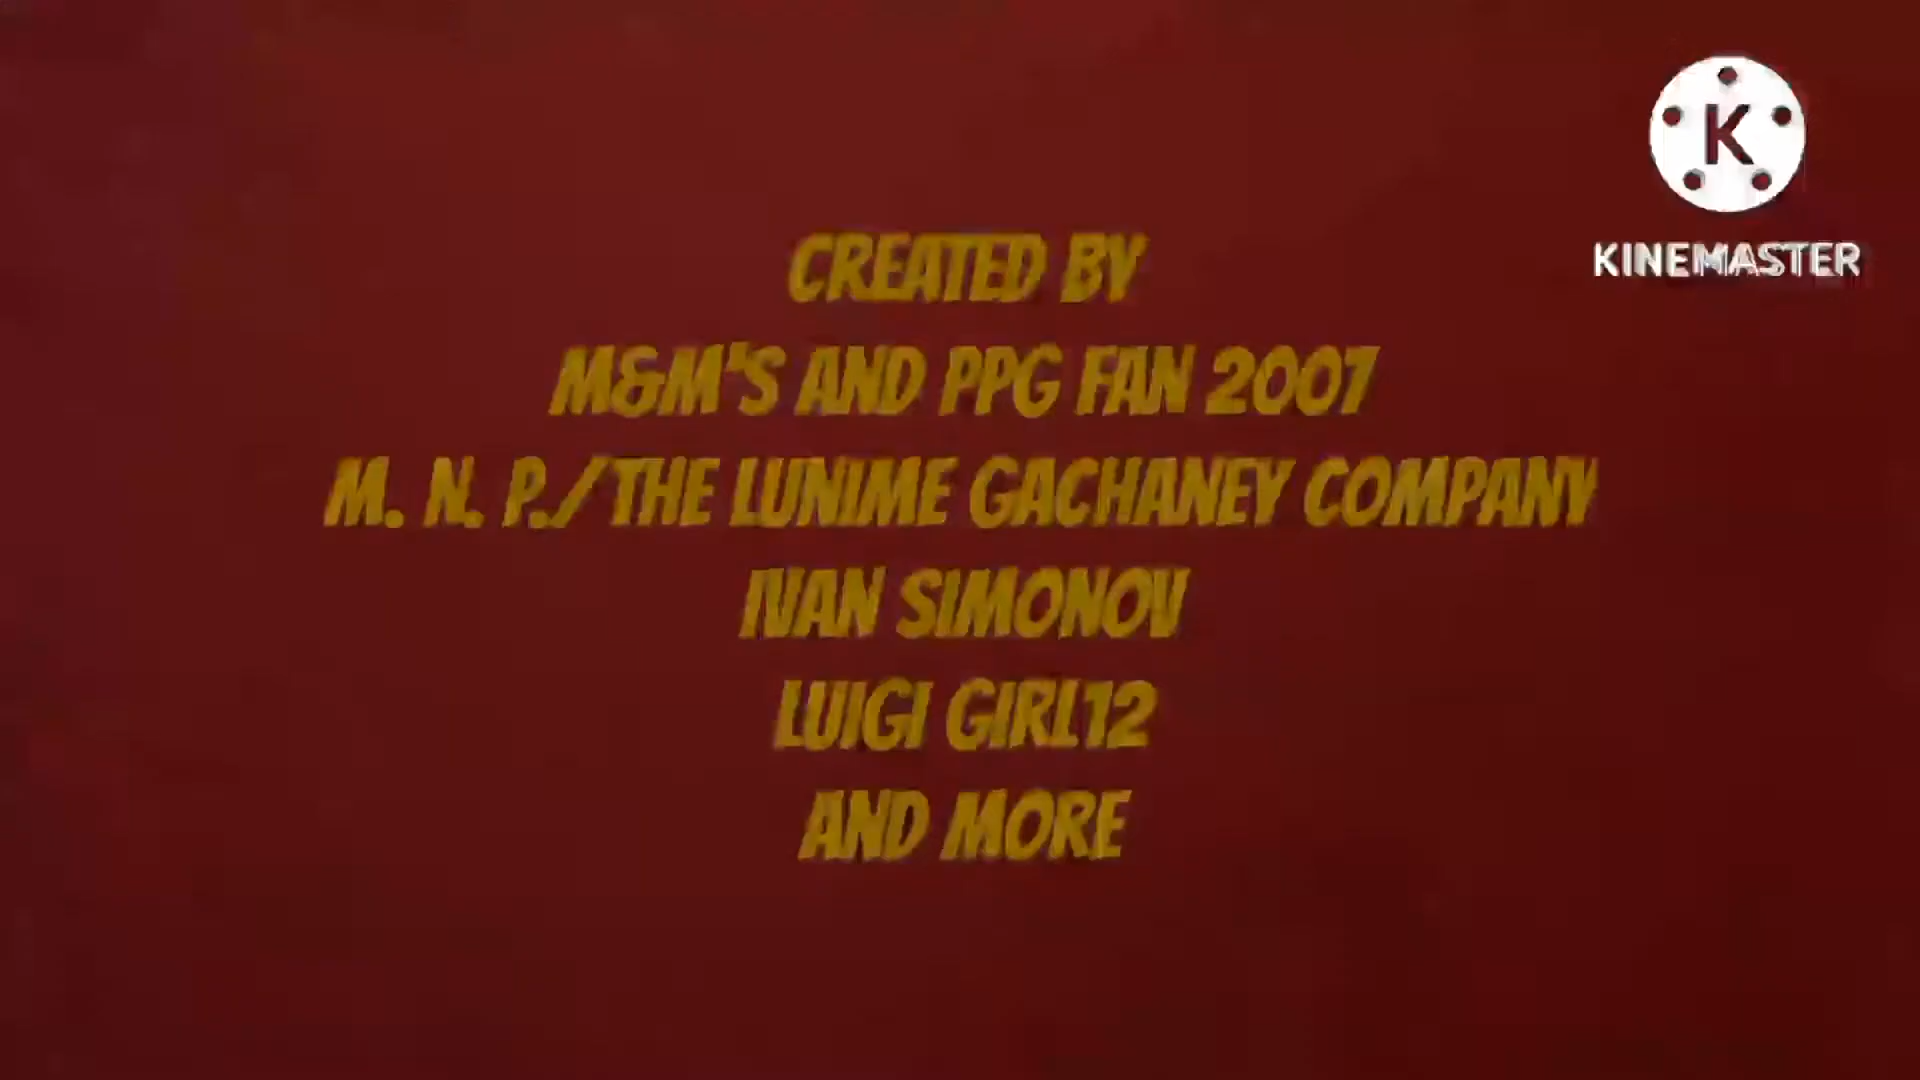 K
KINEMASTER
CREATED BY
M&M'S AND PPG FAN 2007
M. N. P./THE LUNIME GACHANEY COMPANY
IVAN SIMONOV
LUIGI GIRL12
AND MORE